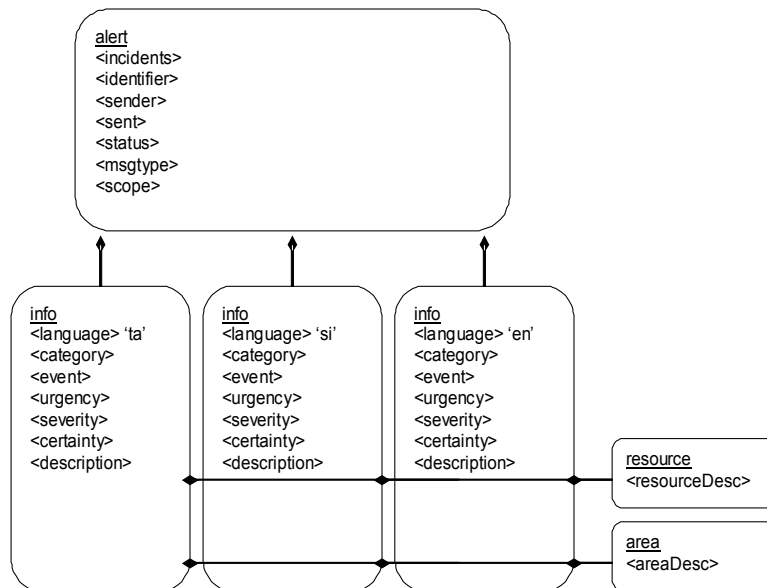 alert
<incidents>
<identifier>
<sender>
<sent>
<status>
<msgtype>
<scope>
info
<language> ‘ta’
<category>
<event>
<urgency>
<severity>
<certainty>
<description>
info
<language> ‘si’
<category>
<event>
<urgency>
<severity>
<certainty>
<description>
info
<language> ‘en’
<category>
<event>
<urgency>
<severity>
<certainty>
<description>
resource
<resourceDesc>
area
<areaDesc>